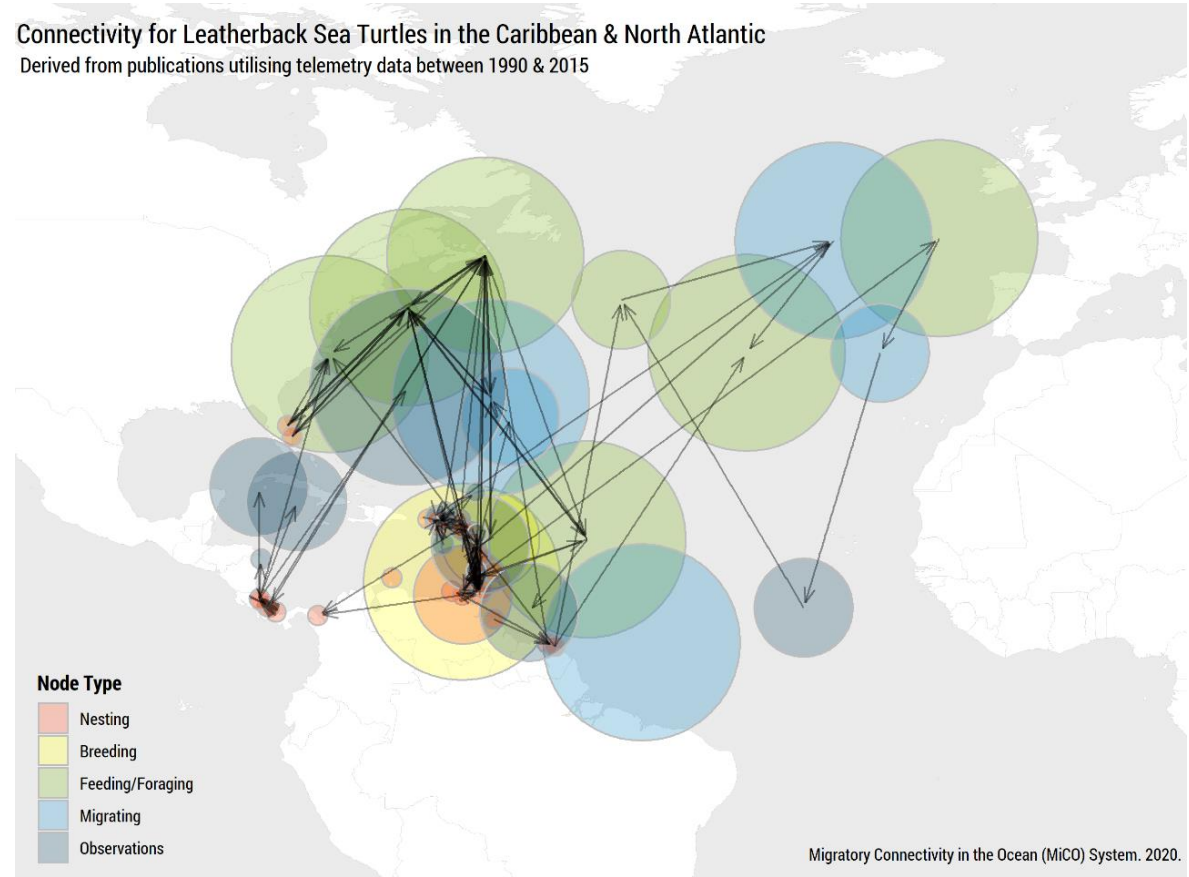 Connectivity for Leatherback Sea Turtles in the Caribbean & North Atlantic
Derived from publications utilising telemetry data between 1990 & 2015
Node Type
Nesting
Breeding
Feeding/Foraging
Migrating
Observations
Migratory Connectivity in the Ocean (MiCO) System. 2020.